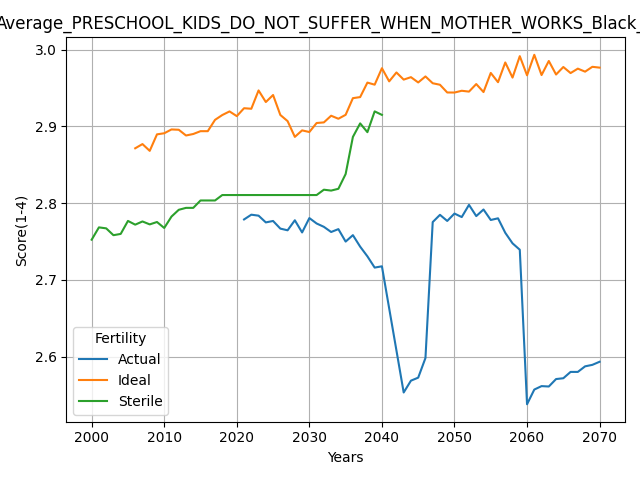 Average_PRESCHOOL_KIDS_DO_NOT_SUFFER_WHEN_MOTHER_WORKS_Black_
3.0
2.9
2.8
2.7
2.6
Score(1-4)
Fertility
Actual
Ideal
Sterile
2000 2010 2020 2030 2040 2050 2060 2070
Years